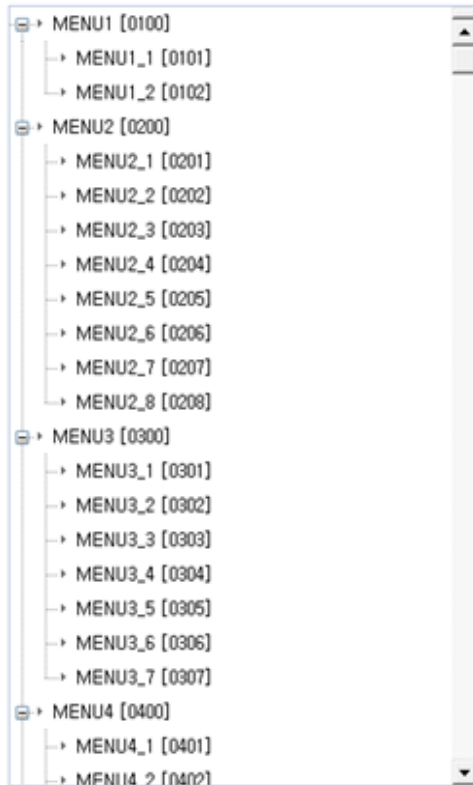 MENU1 [0100]
MENU1_1 [0101]
MENU1_2 [0102]
MENU2 [0200]
MENU2_1 [0201]
MENU2_2 [0202]
MENU2_3 [0203]
MENU2_4 [0204]
MENU2_5 [0205]
MENU2_6 [0206]
MENU2_7 [0207]
MENU2_8 [0208]
MENU3 [0300]
MENU3_1 [0301]
MENU3_2 [0302]
MENU3_3 [0303]
MENU3_4 [0304]
MENU3_5 [0305]
MENU3_6 [0306]
MENU3_7 [0307]
MENU4 [0400]
MENU4_1 [0401]
MENU4_2 [0402]